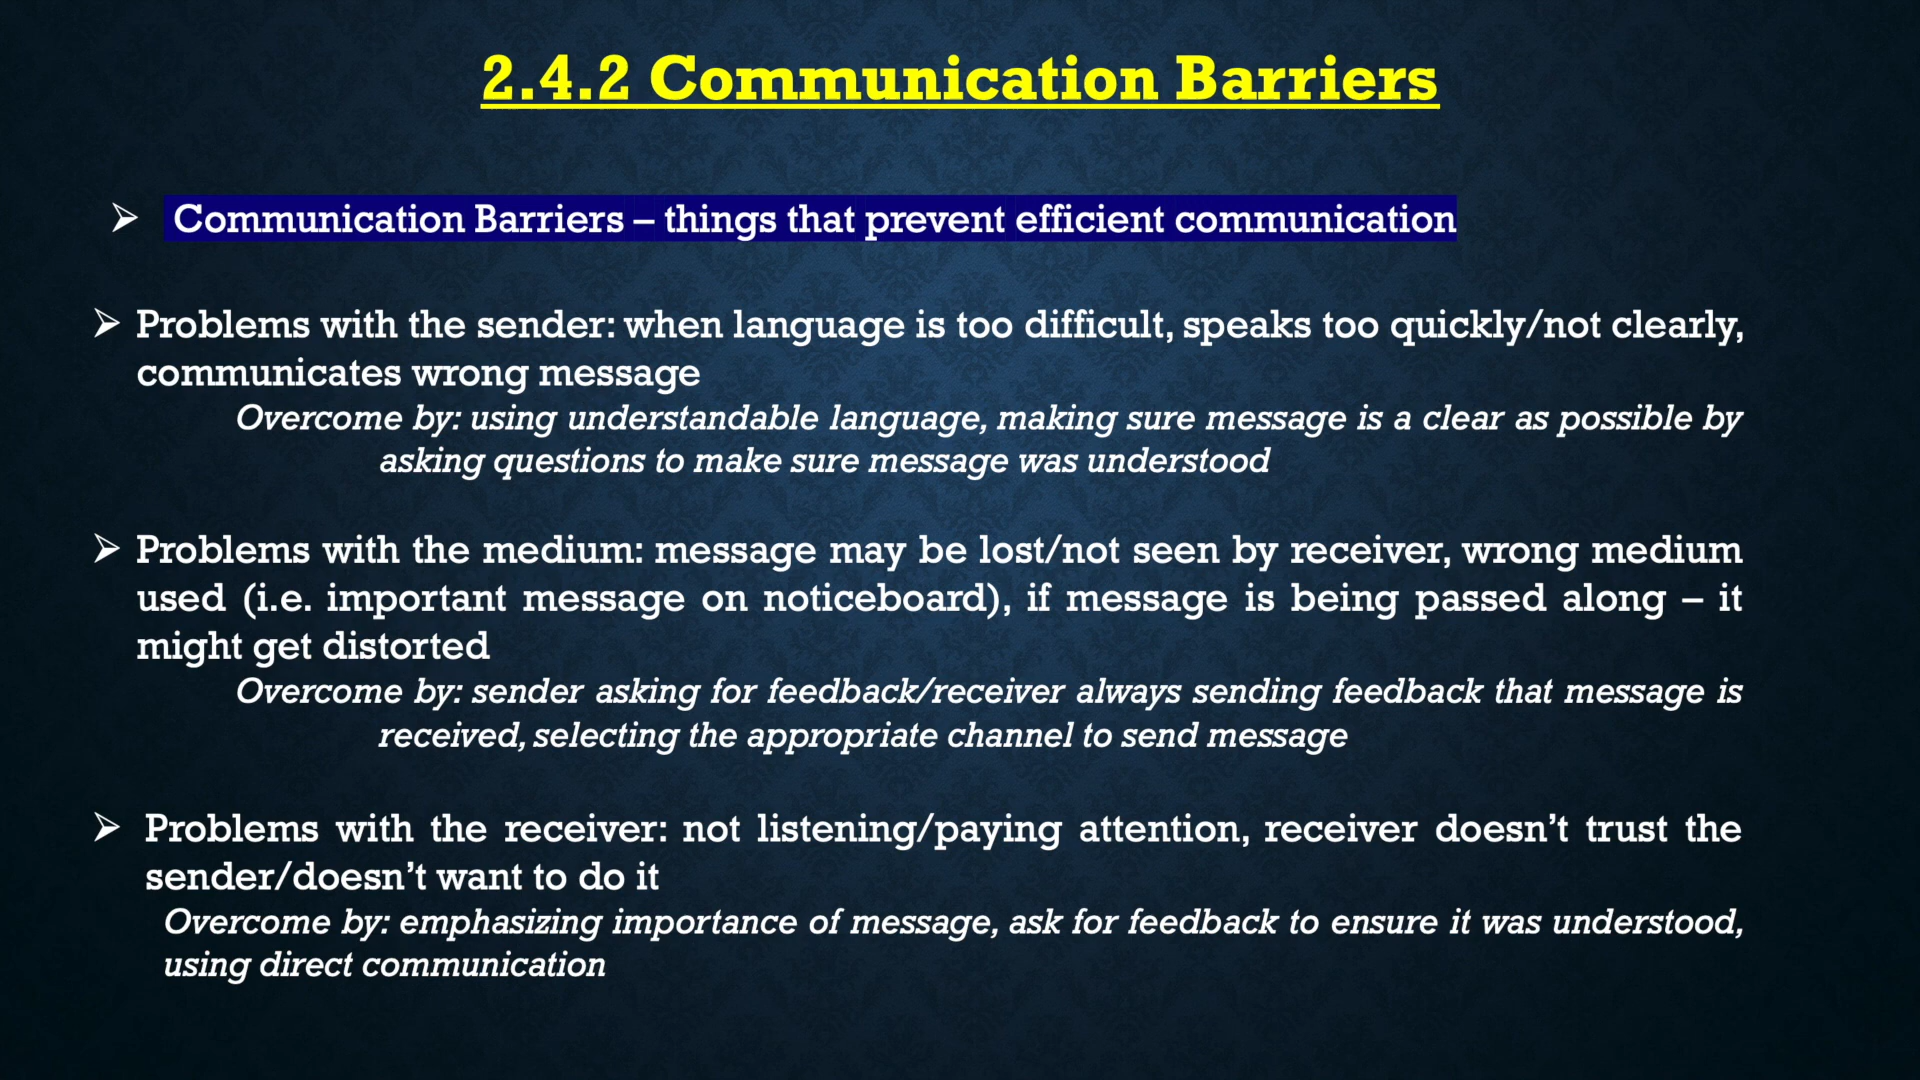 2.4.2 Communication Barriers
➢ Communication Barriers – things that prevent efficient communication
➢ Problems with the sender: when language is too difficult, speaks too quickly/not clearly,
communicates wrong message
Overcome by: using understandable language, making sure message is a clear as possible by
asking questions to make sure message was understood
➢ Problems with the medium: message may be lost/not seen by receiver, wrong medium
used (i.e. important message on noticeboard), if message is being passed along – it
might get distorted
Overcome by: sender asking for feedback/receiver always sending feedback that message is
received, selecting the appropriate channel to send message
➢ Problems with the receiver: not listening/paying attention, receiver doesn’t trust the
sender/doesn’t want to do it
Overcome by: emphasizing importance of message, ask for feedback to ensure it was understood,
using direct communication